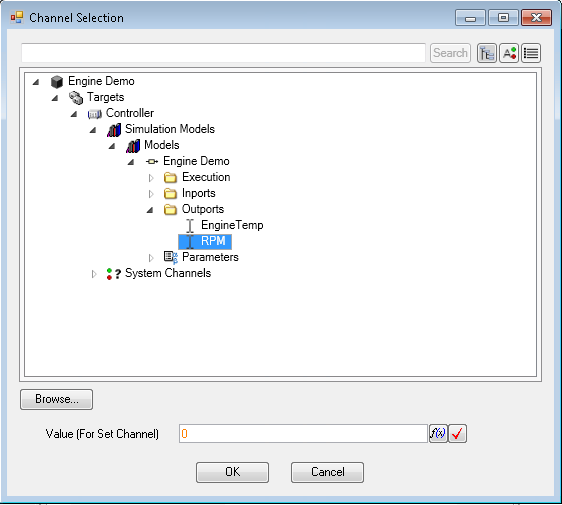 Channel Selection
Search
Engine Demo
Targets
Controller
Simulation Models
Models
Engine Demo
Execution
Inports
Outports
EngineTemp
RPM
Parameters
System Channels
Browse...
Value (For Set Channel) 0 f(x)
OK Cancel